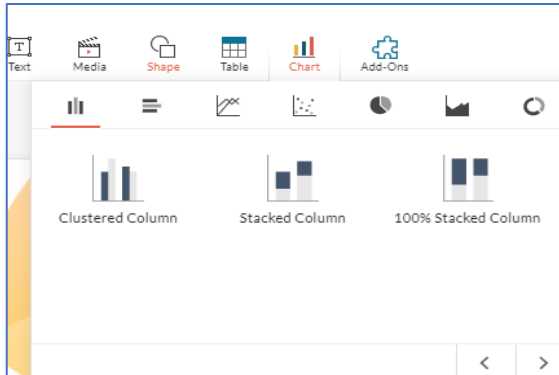 Text Media Shape Table Chart Add-Ons
Clustered Column Stacked Column 100% Stacked Column